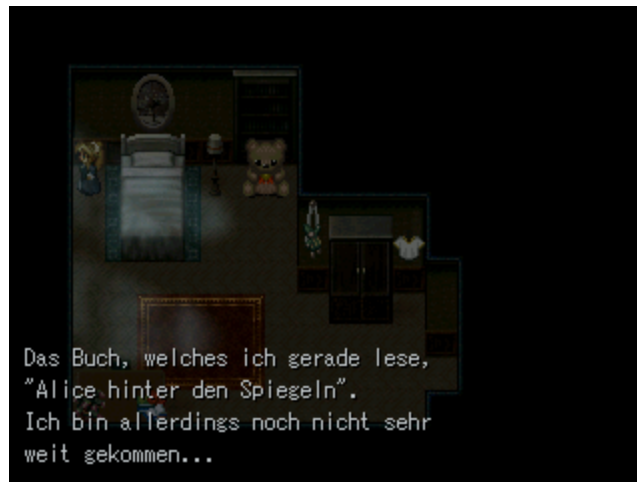 Das Buch, welches ich gerade lese,
"Alice hinter den Spiegeln".
Ich bin allerdings noch nicht sehr
weit gekommen...